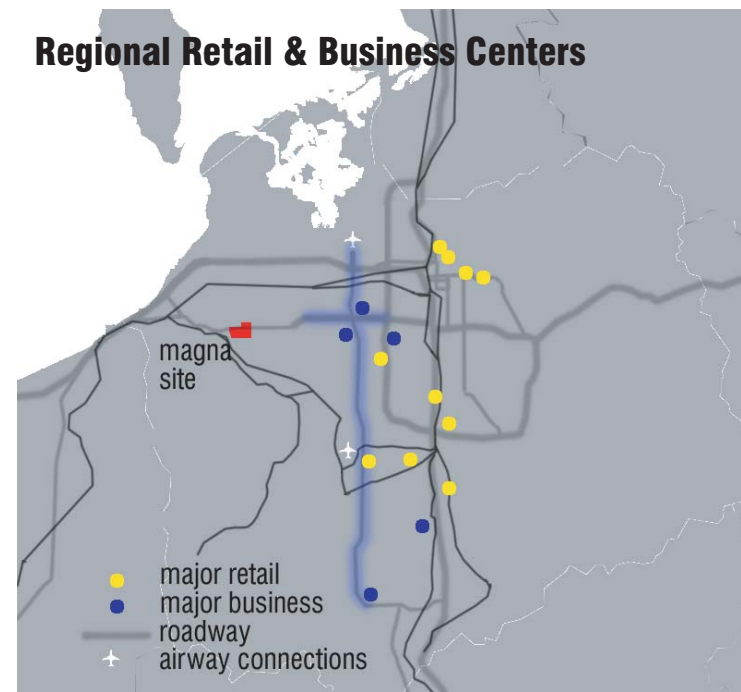 Regional Retail & Business Centers
magna
site
major retail
major business
roadway
airway connections